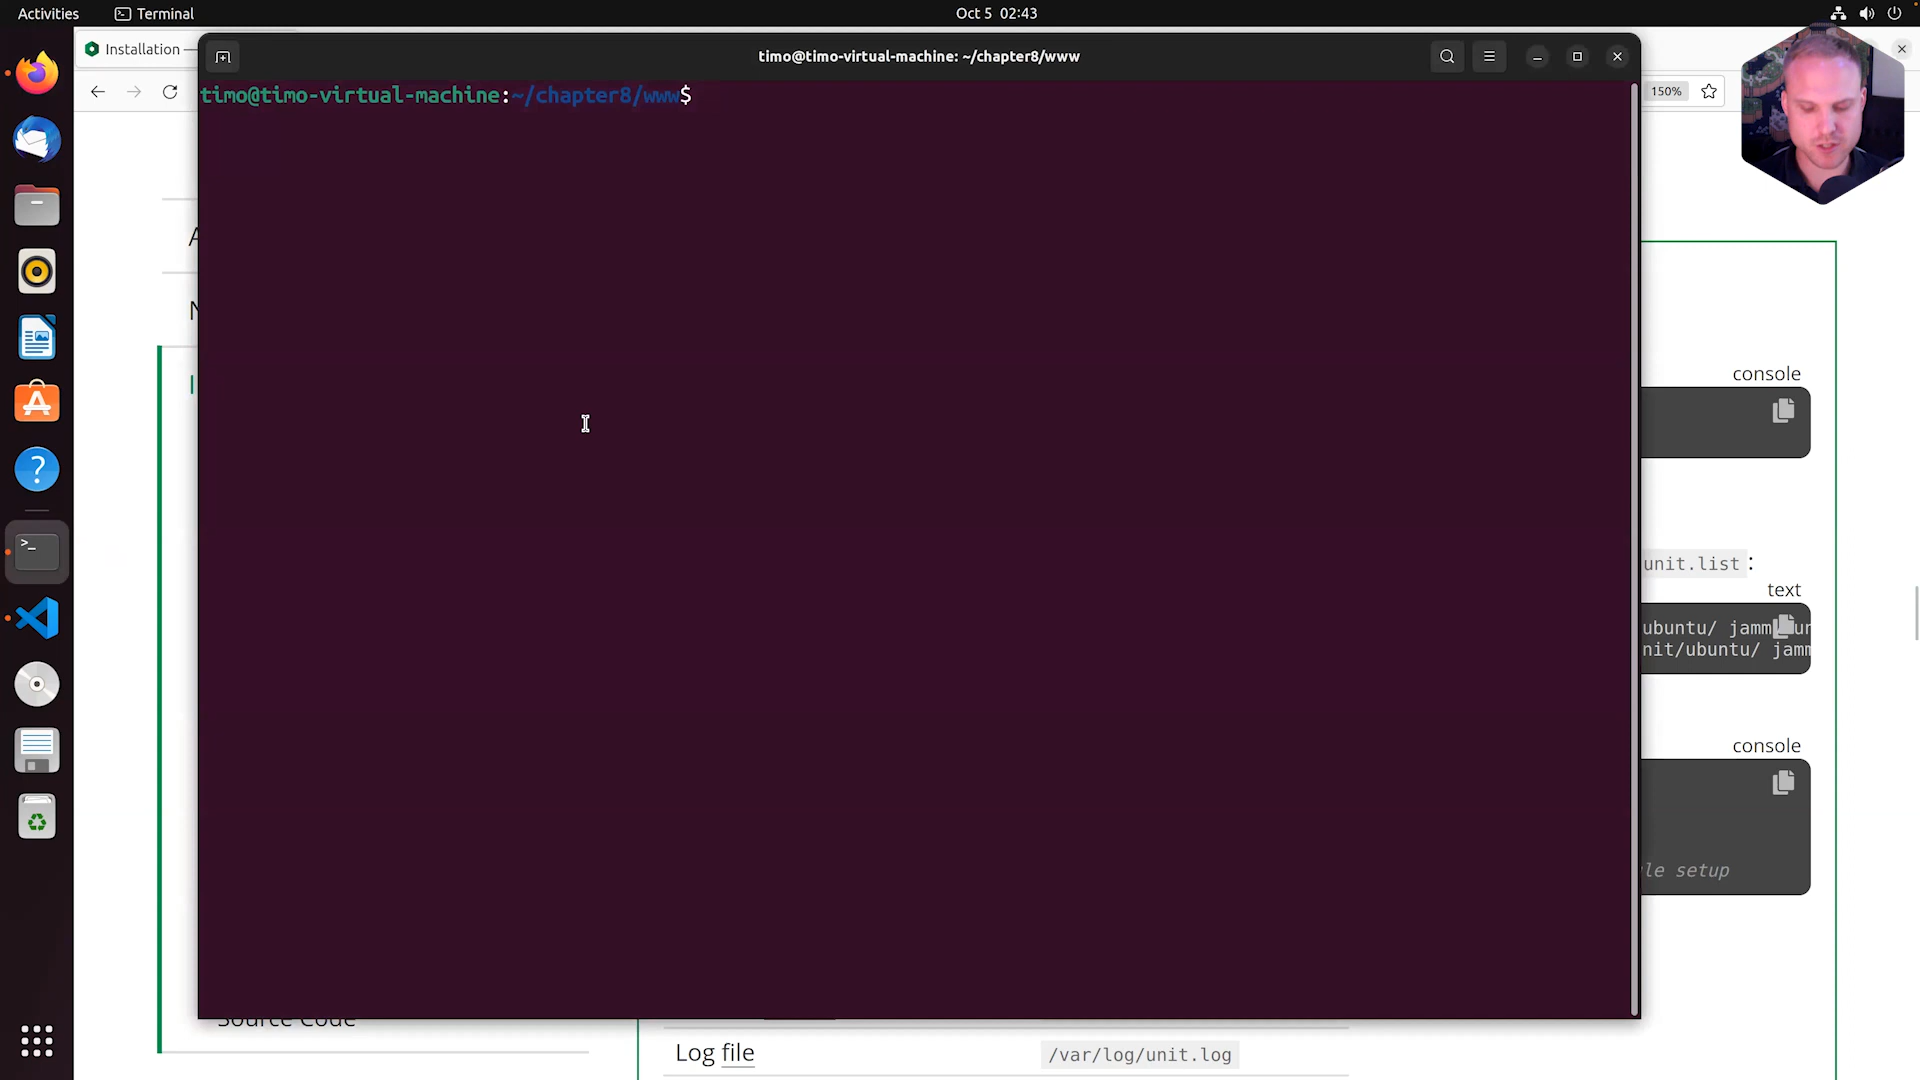 Activities
Terminal
Oct 5 02:43
Installation —
timo@timo-virtual-machine: ~/chapter8/www
150%
timo@timo-virtual-machine:~/chapter8/www$
console
unit.list :
text
ubuntu/ jamm
nit/ubuntu/ jamm
console
le setup
Source Code
Log file
/var/log/unit.log